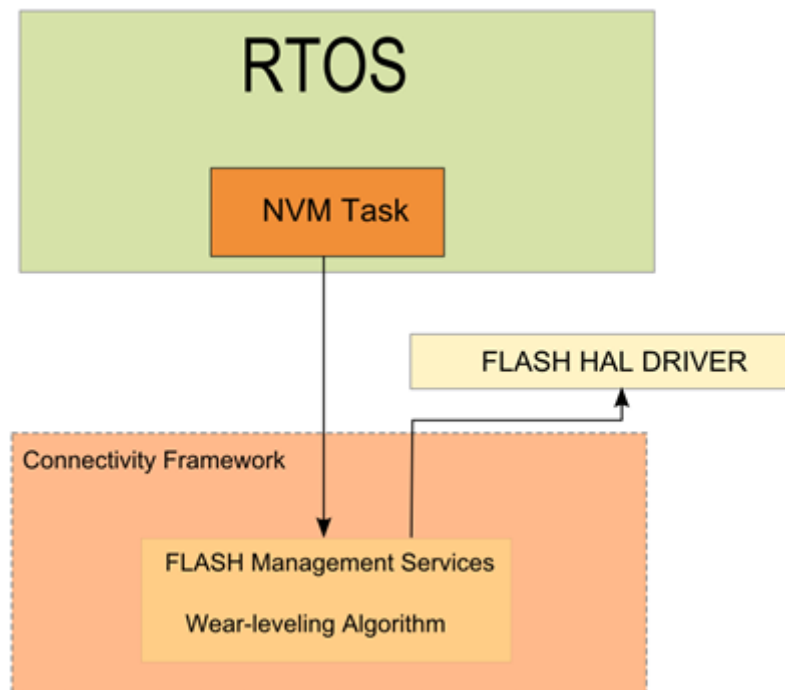 RTOS
NVM Task
FLASH HAL DRIVER
Connectivity Framework
FLASH Management Services
Wear-leveling Algorithm